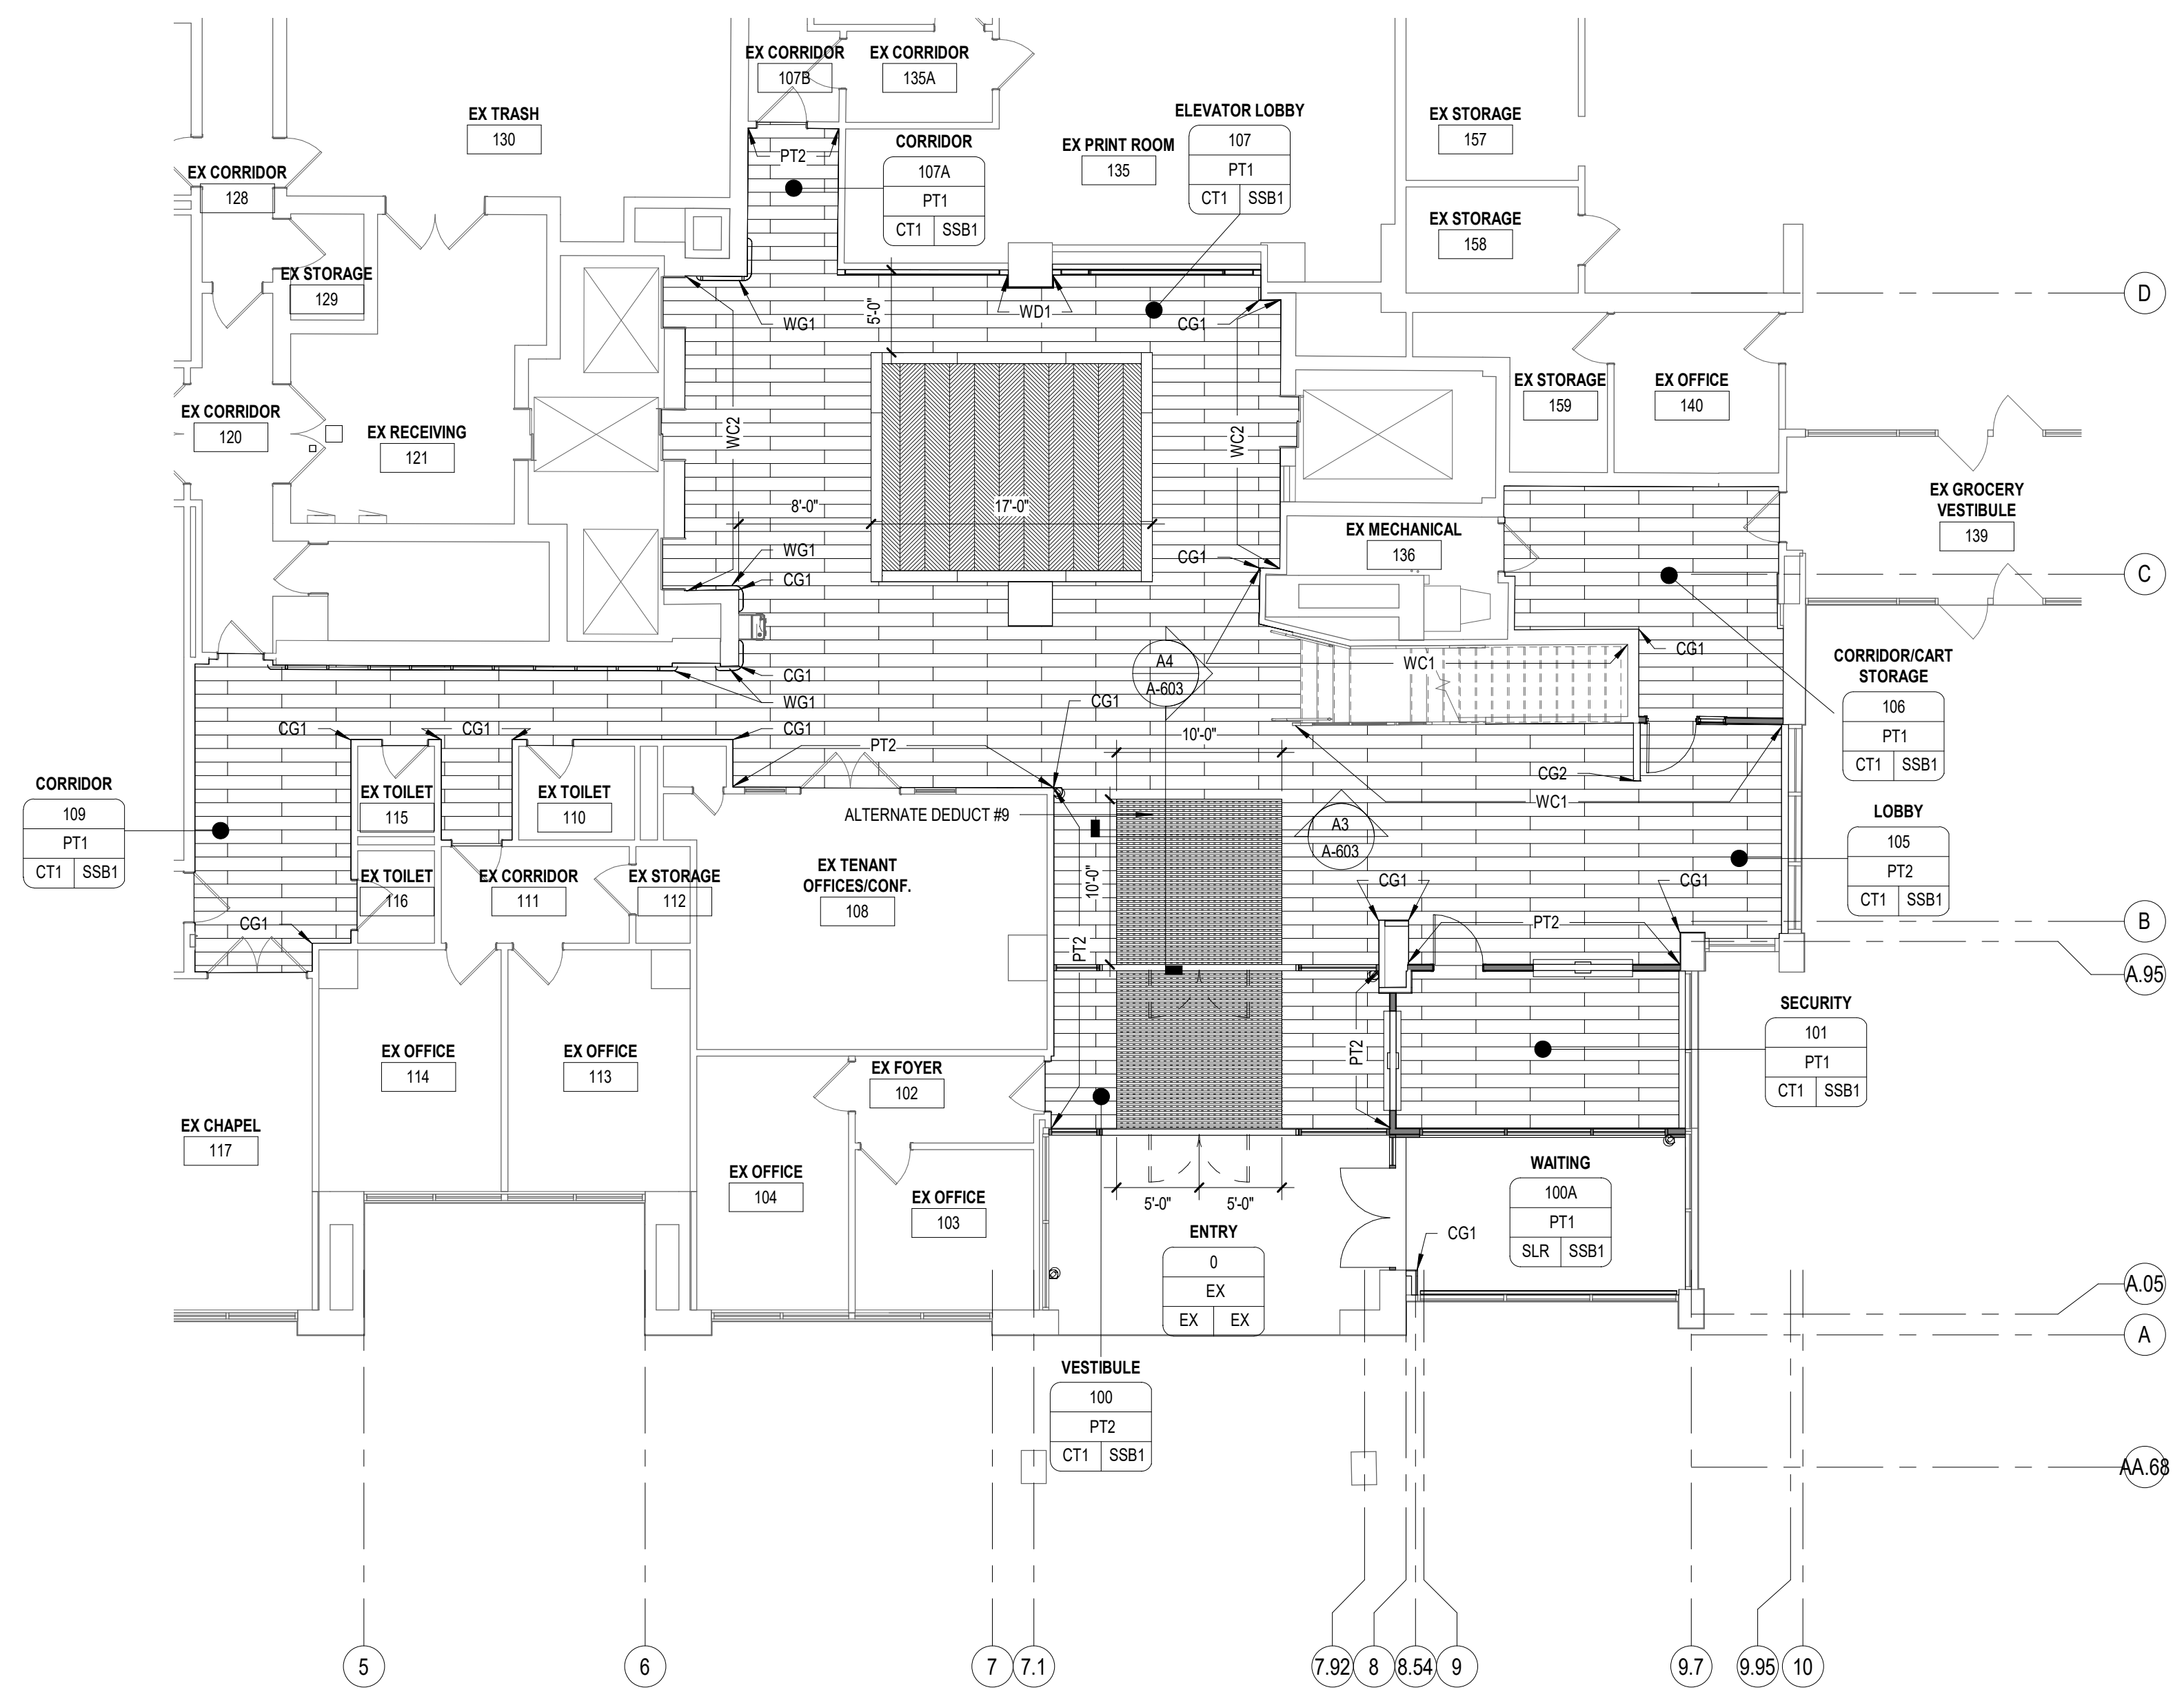 EX CORRIDOR
107B
EX CORRIDOR
135A
EX TRASH
130
EX CORRIDOR
128
PT2
CORRIDOR
107A
PT1
CT1 SSB1
EX PRINT ROOM
135
ELEVATOR LOBBY
107
PT1
CT1 SSB1
EX STORAGE
157
EX STORAGE
158
EX STORAGE
129
5'-0"
WG1
WD1
CG1
D
EX CORRIDOR
120
EX RECEIVING
121
WC2
WC2
EX STORAGE
159
EX OFFICE
140
8'-0"
17'-0"
EX GROCERY
VESTIBULE
139
EX MECHANICAL
136
WG1
CG1
CG1
C
CG1
WG1
A4
A-603
WC1
CG1
CORRIDOR/CART
STORAGE
106
PT1
CT1 SSB1
CG1
CG1
CG1
CG1
PT2
10'-0"
CG2
WC1
CORRIDOR
109
PT1
CT1 SSB1
EX TOILET
115
EX TOILET
110
ALTERNATE DEDUCT #9
A3
A-603
LOBBY
105
PT2
CT1 SSB1
EX TOILET
116
EX CORRIDOR
111
EX STORAGE
112
EX TENANT
OFFICES/CONF.
108
10'-0"
CG1
CG1
CG1
PT2
PT2
B
A.95
SECURITY
101
PT1
CT1 SSB1
EX OFFICE
114
EX OFFICE
113
EX FOYER
102
PT2
EX CHAPEL
117
EX OFFICE
104
EX OFFICE
103
5'-0"
5'-0"
ENTRY
0
EX
EX EX
WAITING
100A
PT1
SLR SSB1
CG1
A.05
A
VESTIBULE
100
PT2
CT1 SSB1
AA.68
5
6
7
7.1
7.92
8
8.54
9
9.7
9.95
10